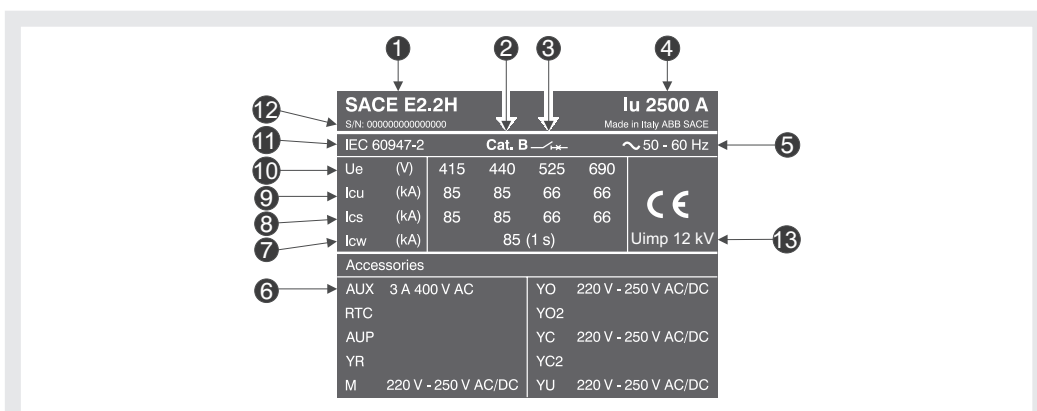 1 2 3 4
SACE E2.2H Iu 2500 A
12 S/N: 000000000000000 Made in Italy ABB SACE
11 IEC 60947-2 Cat. B ~ 50 - 60 Hz 5
10 Ue (V) 415 440 525 690
9 Icu (kA) 85 85 66 66 CE
8 Ics (kA) 85 85 66 66
7 Icw (kA) 85 (1 s) Uimp 12 kV 13
Accessories
6 AUX 3 A 400 V AC YO 220 V - 250 V AC/DC
RTC YO2
AUP YC 220 V - 250 V AC/DC
YR YC2
M 220 V - 250 V AC/DC YU 220 V - 250 V AC/DC